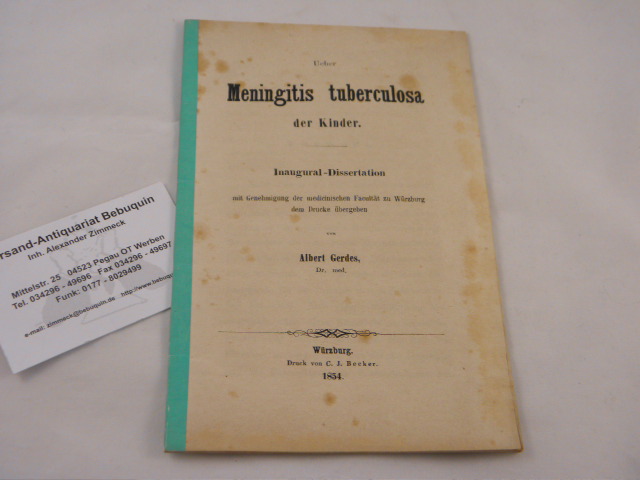 Ueber
Meningitis tuberculosa
der Kinder.
Inaugural-Dissertation
mit Genehmigung der medicinischen Facultät zu Würzburg
dem Drucke übergeben
von
Albert Gerdes,
Dr. med.
Würzburg.
Druck von C. J. Becker.
1854.
rsand-Antiquariat Bebuquin
Inh. Alexander Zimmeck
Mittelstr. 25 04523 Pegau OT Werben
Tel. 034296 - 49696 Fax 034296 - 49697
Funk: 0177 - 8029499
e-mail: zimmeck@bebuquin.de http://www.bebuquin